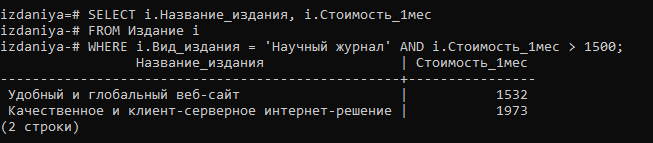 izdaniya=# SELECT i.Название_издания, i.Стоимость_1мес
izdaniya-# FROM Издание i
izdaniya-# WHERE i.Вид_издания = 'Научный журнал' AND i.Стоимость_1мес > 1500;
Название_издания | Стоимость_1мес
-------------------------------------------------+----------------
Удобный и глобальный веб-сайт | 1532
Качественное и клиент-серверное интернет-решение | 1973
(2 строки)